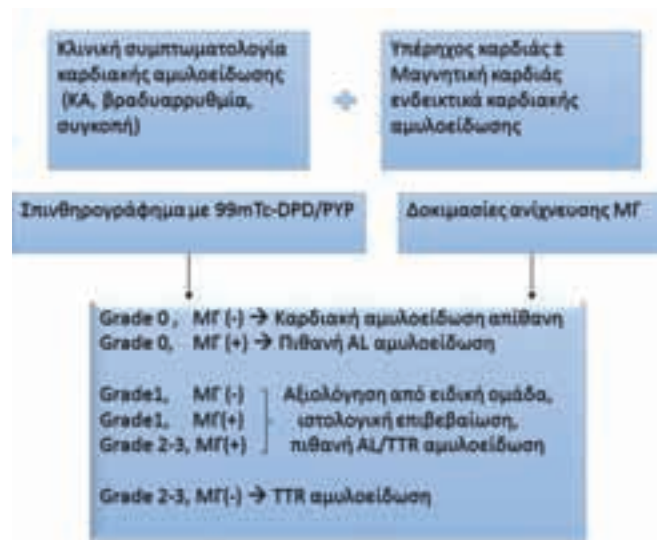 Κλινική συμπτωματολογία
καρδιακής αμυλοείδωσης
(ΚΑ, βραδυαρρυθμία,
συγκοπή)
+
Υπέρηχος καρδιάς ±
Μαγνητική καρδιάς
ενδεικτικά καρδιακής
αμυλοείδωσης
Σπινθηρογράφημα με 99mTc-DPD/PYP
Δοκιμασίες ανίχνευσης ΜΓ
Grade 0 , ΜΓ (-) → Καρδιακή αμυλοείδωση απίθανη
Grade 0, ΜΓ (+) → Πιθανή AL αμυλοείδωση
Grade1, ΜΓ (-) Αξιολόγηση από ειδική ομάδα,
Grade1, ΜΓ(+) ιστολογική επιβεβαίωση,
Grade 2-3, ΜΓ(+) πιθανή AL/TTR αμυλοείδωση
Grade 2-3, ΜΓ(-) → TTR αμυλοείδωση